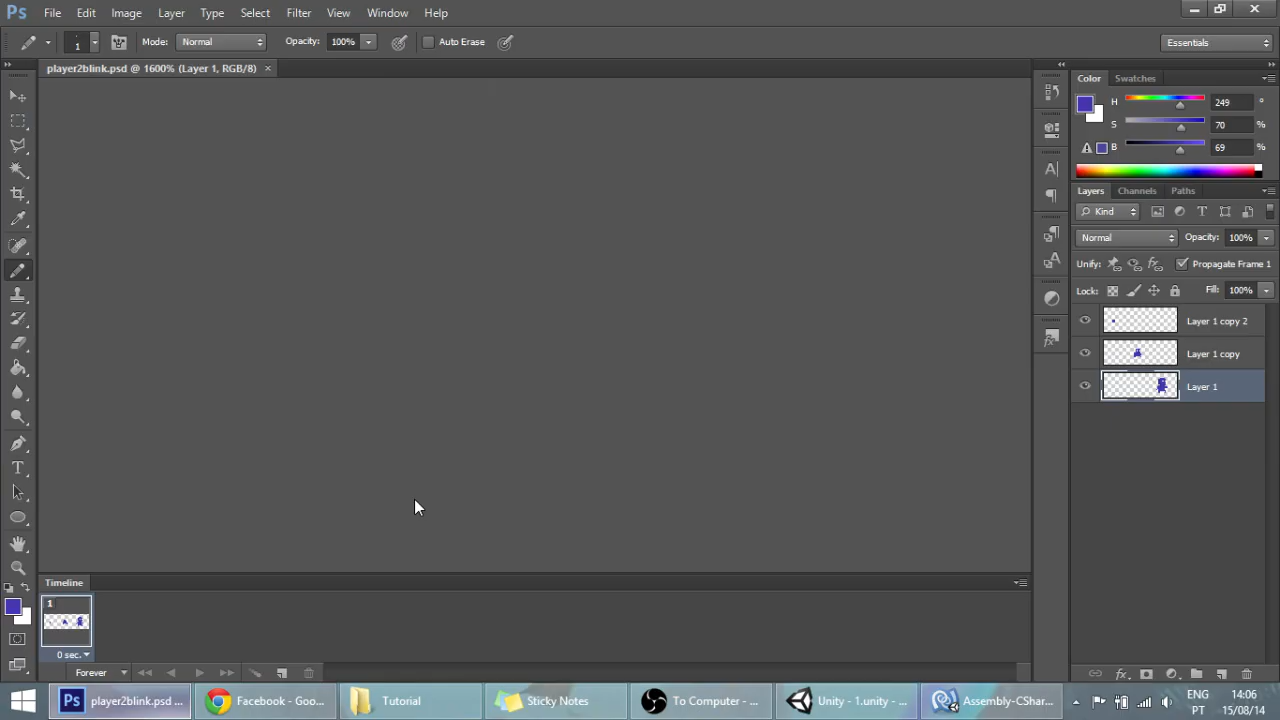 Ps File Edit Image Layer Type Select Filter View Window Help
1 Mode: Normal Opacity: 100% Auto Erase Essentials
player2blink.psd @ 1600% (Layer 1, RGB/8) ×
Color Swatches
H 249 °
S 70 %
B 69 %
Layers Channels Paths
Kind
Normal Opacity: 100%
Unify: Propagate Frame 1
Lock: Fill: 100%
Layer 1 copy 2
Layer 1 copy
Layer 1
Timeline
1
0 sec.
Forever
Ps player2blink.psd ... Facebook - Goo... Tutorial Sticky Notes To Computer - ... Unity - 1.unity - ... Assembly-CShar...
ENG 14:06
PT 15/08/14